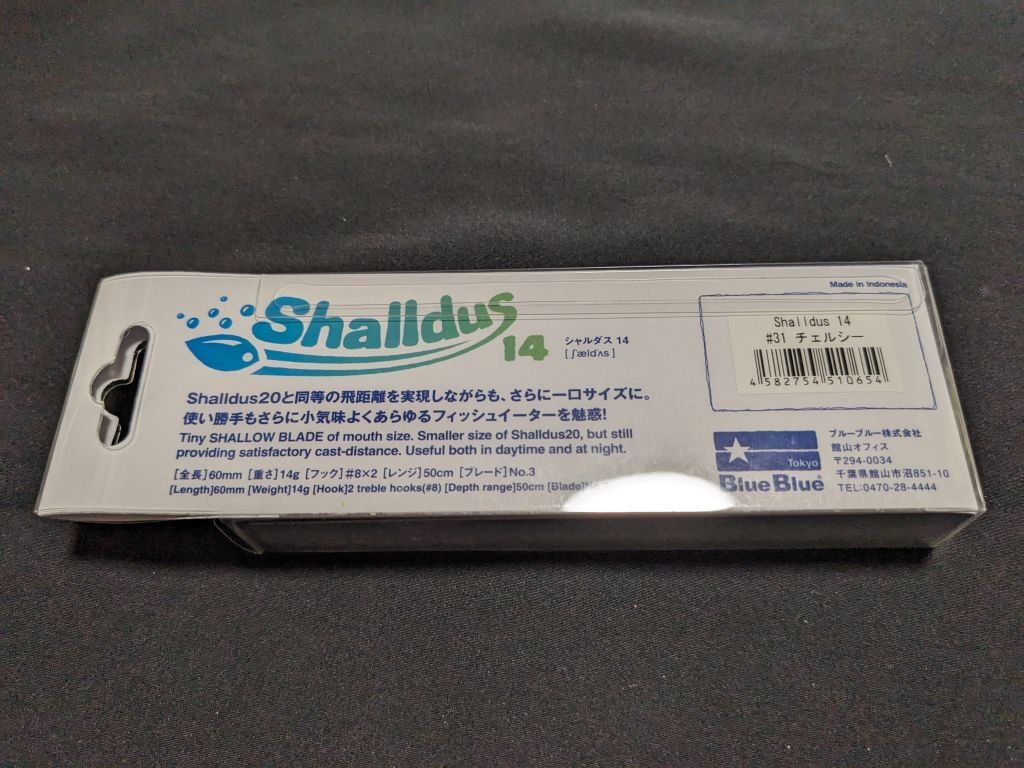 Made in Indonesia
Shalldus
14
シャルダス 14
[ʃældʌs]
Shalldus 14
#31 チェルシー
4 582754 510654
Shalldus20と同等の飛距離を実現しながらも、さらに一口サイズに。
使い勝手もさらに小気味よくあらゆるフィッシュイーターを魅惑!
Tiny SHALLOW BLADE of mouth size. Smaller size of Shalldus20, but still
providing satisfactory cast-distance. Useful both in daytime and at night.
[全長]60mm [重さ]14g [フック]#8×2 [レンジ]50cm [ブレード]No.3
[Length]60mm [Weight]14g [Hook]2 treble hooks(#8) [Depth range]50cm [Blade]
Tokyo
BlueBlue®
ブルーブルー株式会社
館山オフィス
〒294-0034
千葉県館山市沼851-10
TEL:0470-28-4444